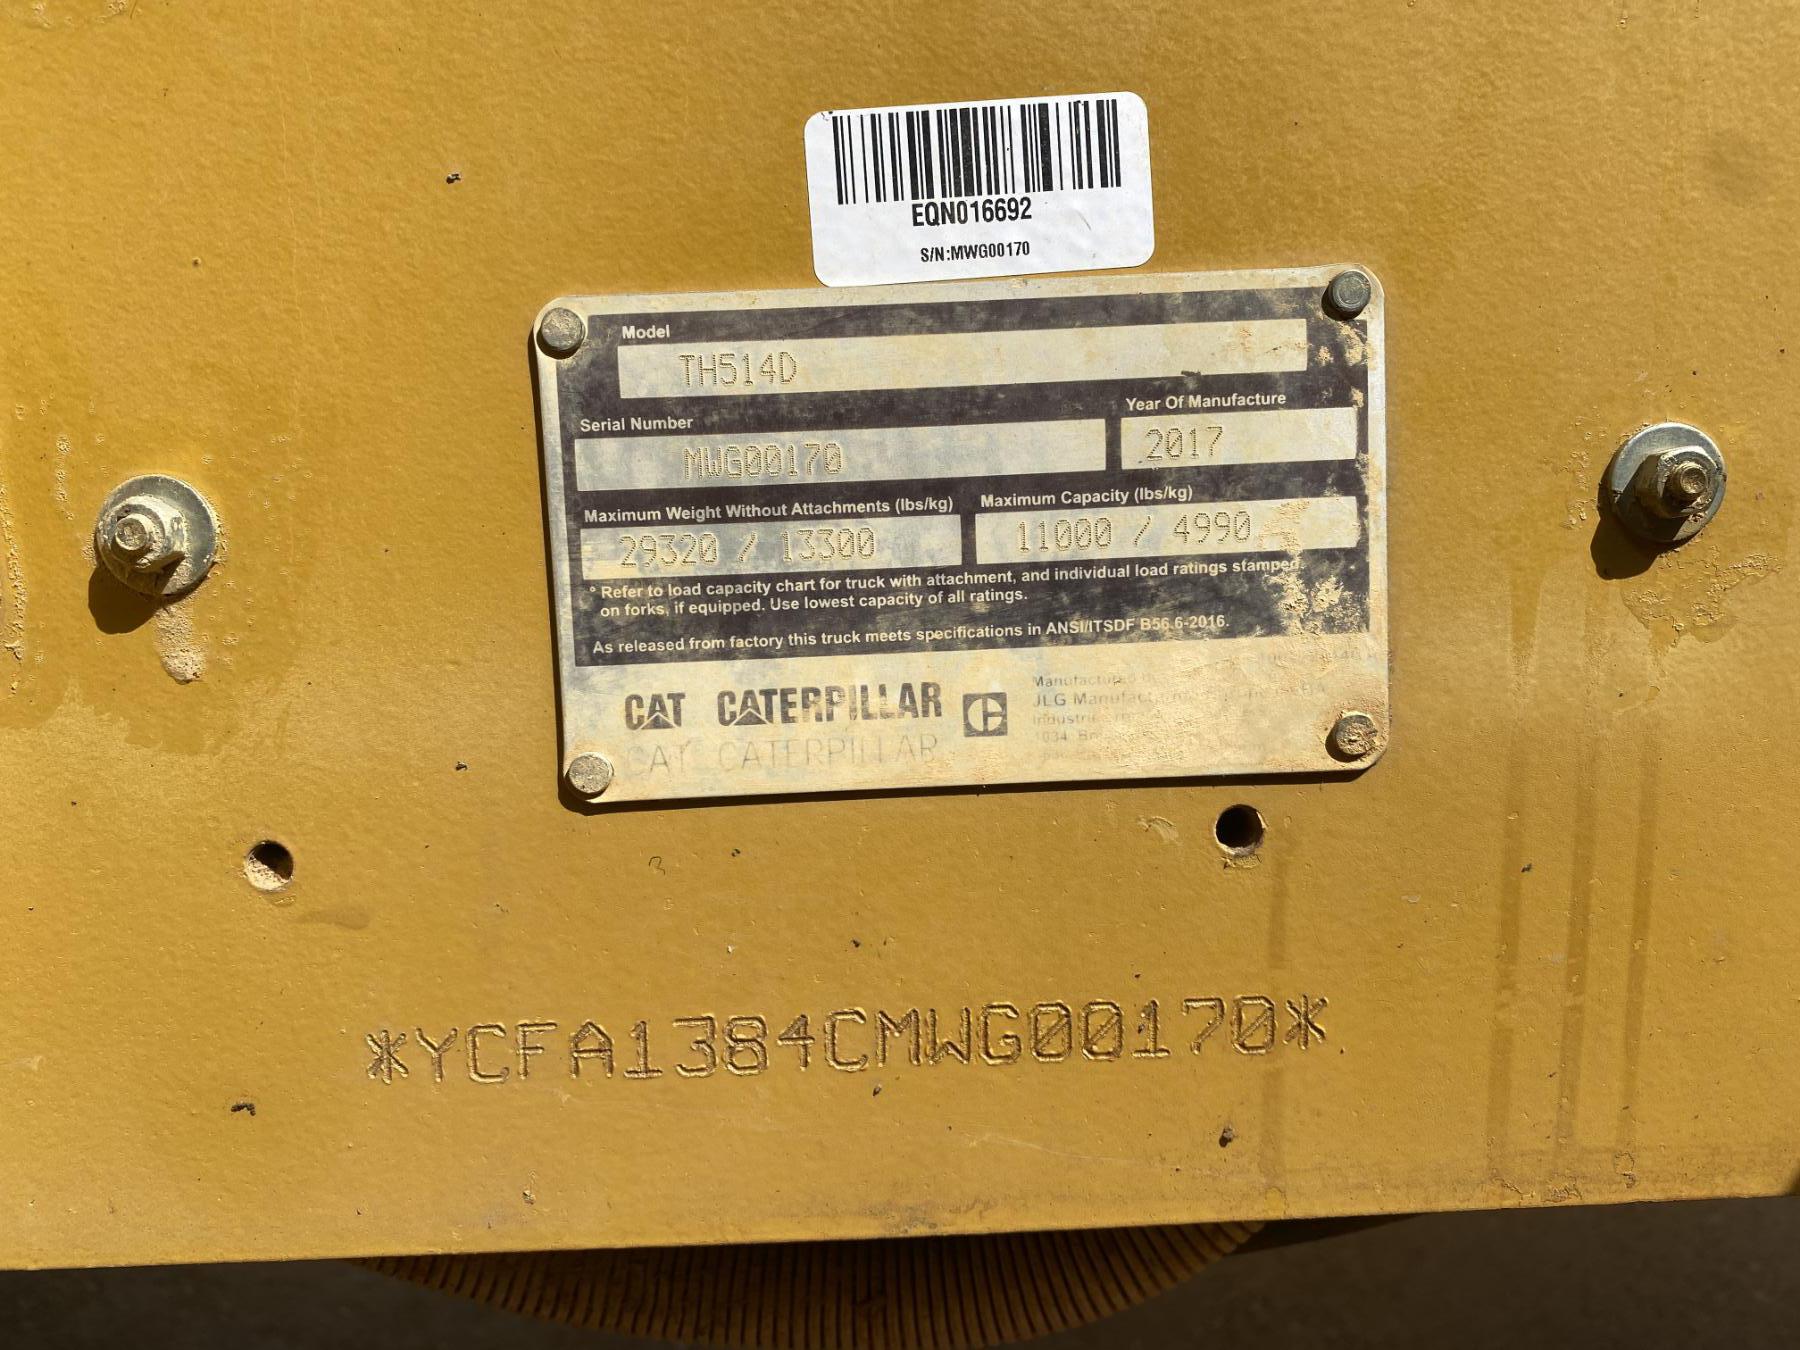 EQN016692
S/N:MWG00170
Model
TH514D
Serial Number
Year Of Manufacture
MWG00170
2017
Maximum Weight Without Attachments (lbs/kg)
Maximum Capacity (lbs/kg)
29320 / 13300
11000 / 4990
° Refer to load capacity chart for truck with attachment, and individual load ratings stamped
on forks, if equipped. Use lowest capacity of all ratings.
As released from factory this truck meets specifications in ANSI/ITSDF B56.6-2016.
CAT CATERPILLAR
Manufactured
JLG
CAT CATERPILLAR
*YCFA1384CMWG00170*